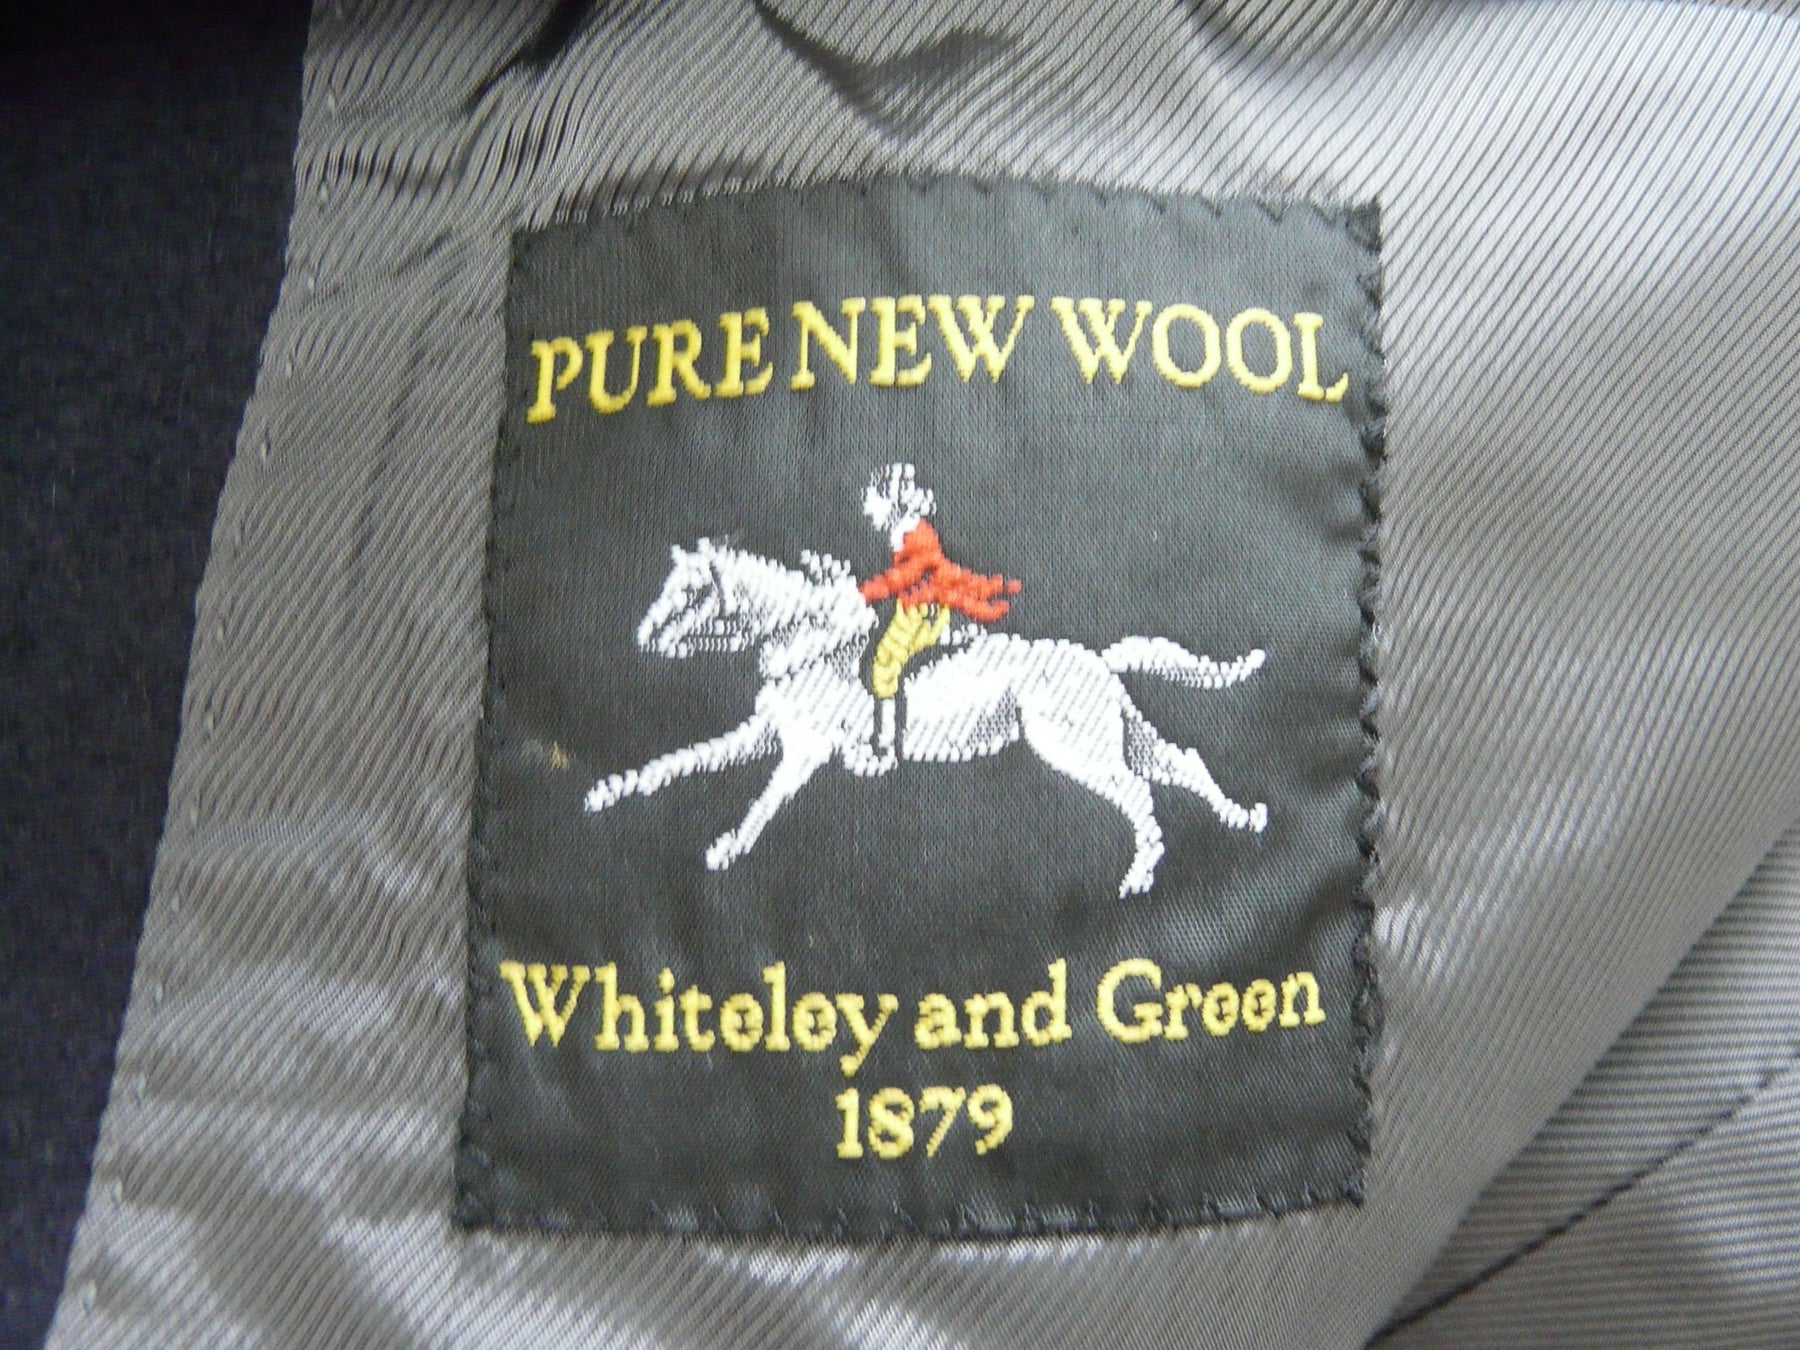 PURE NEW WOOL
Whiteley and Green
1879